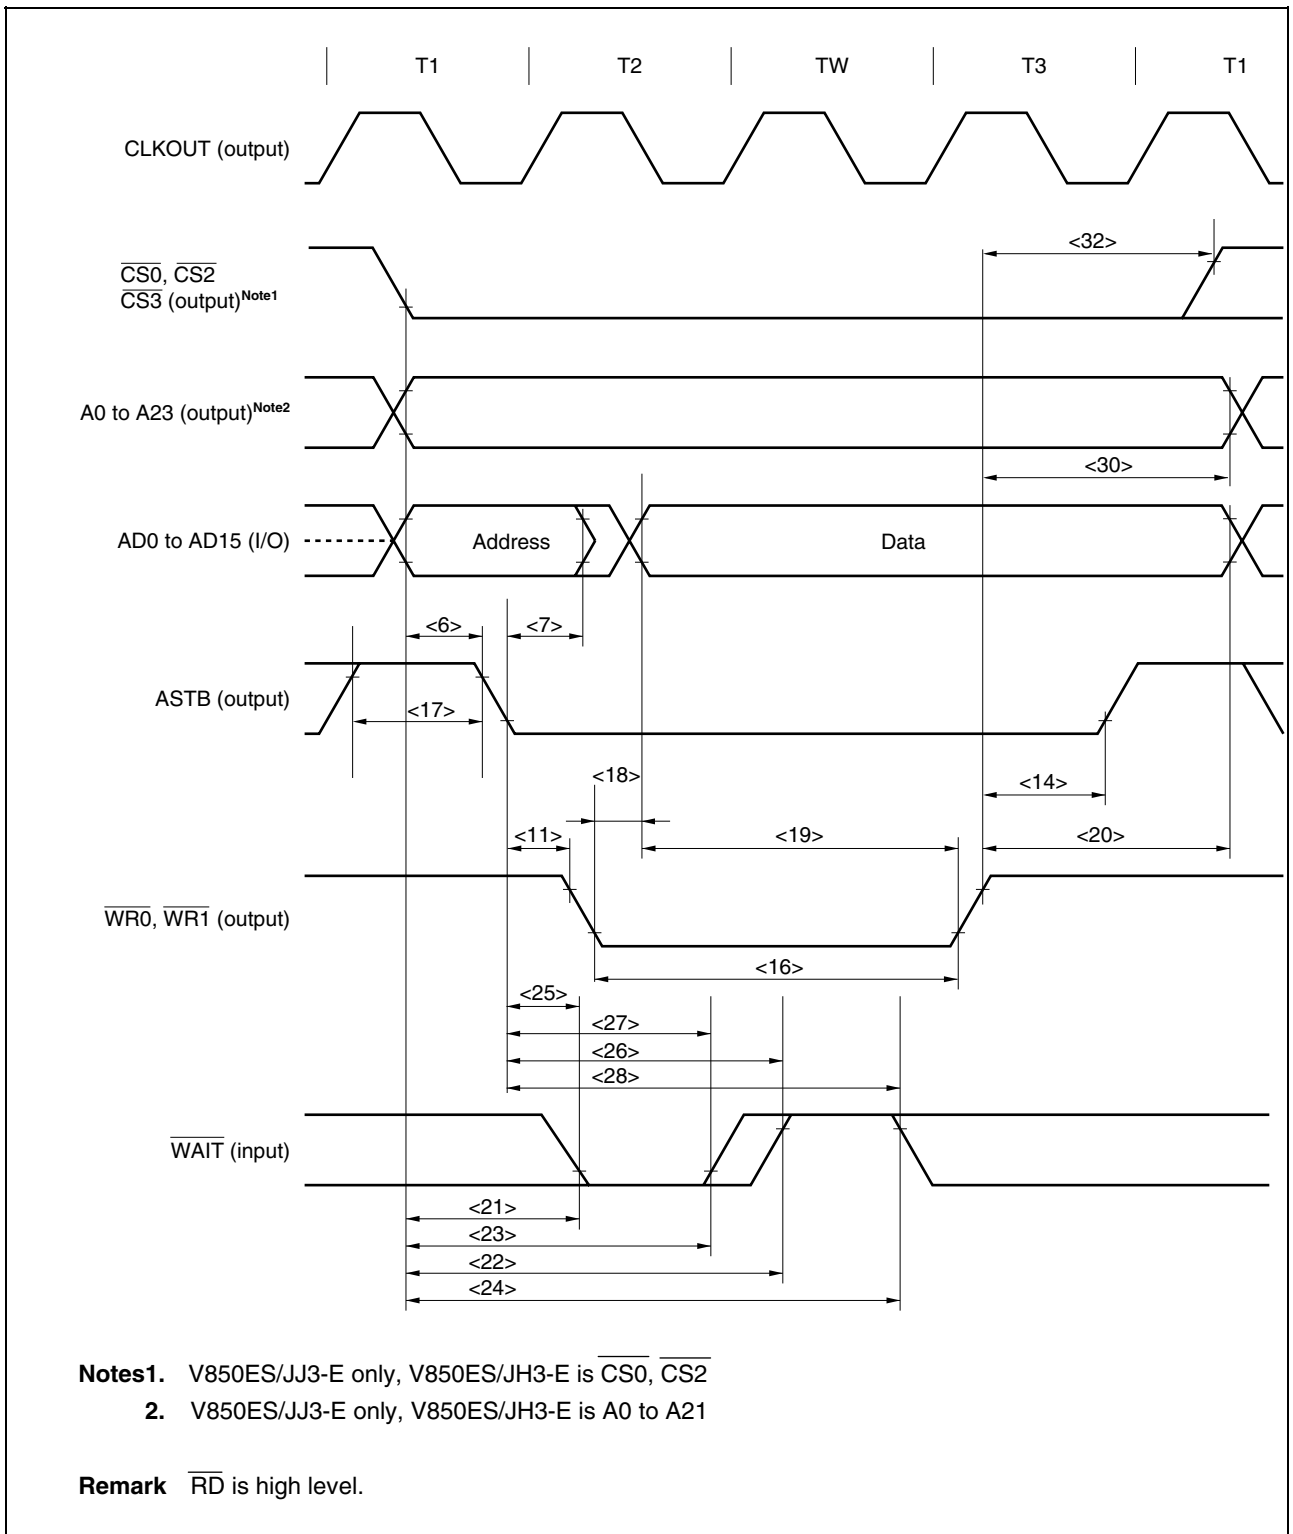 T1 T2 TW T3 T1
CLKOUT (output)
<32>
CS0, CS2
CS3 (output)Note1
A0 to A23 (output)Note2
<30>
AD0 to AD15 (I/O) Address Data
<6> <7>
ASTB (output)
<17>
<18> <14>
<11> <19> <20>
WR0, WR1 (output)
<16>
<25>
<27>
<26>
<28>
WAIT (input)
<21>
<23>
<22>
<24>
Notes1. V850ES/JJ3-E only, V850ES/JH3-E is CS0, CS2
2. V850ES/JJ3-E only, V850ES/JH3-E is A0 to A21
Remark RD is high level.